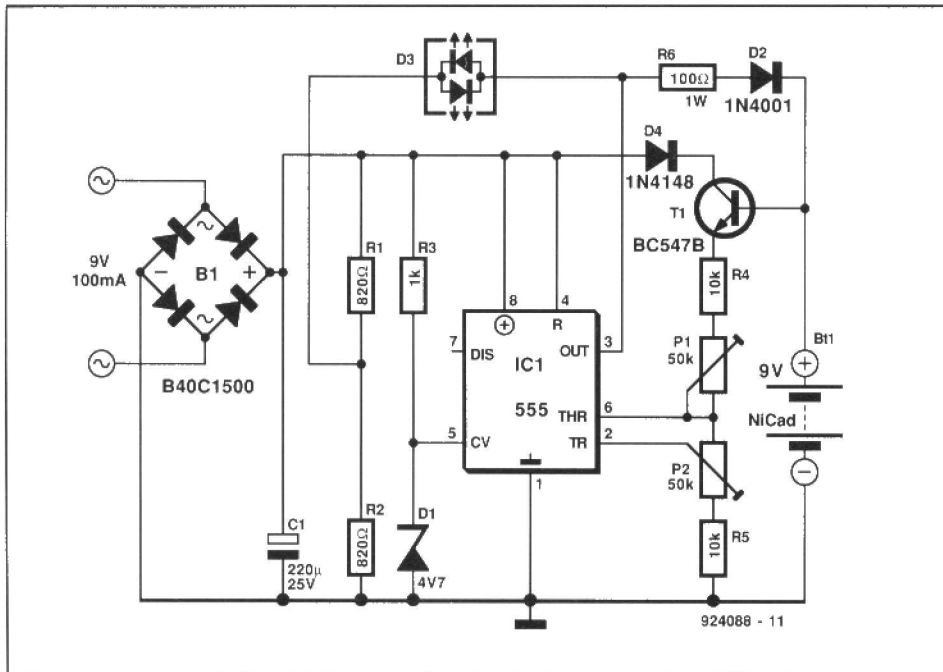 D3
R6
100Ω
1W
D2
1N4001
D4
1N4148
T1
BC547B
9V
100mA
~
~
~
~
−
B1
+
B40C1500
R1
820Ω
R3
1k
R4
10k
8
4
+
R
7
DIS
IC1
OUT
3
555
THR
6
5
CV
TR
2
1
P1
50k
P2
50k
Bt1
9V
+
NiCad
−
C1
220µ
25V
R2
820Ω
D1
4V7
R5
10k
924088 - 11